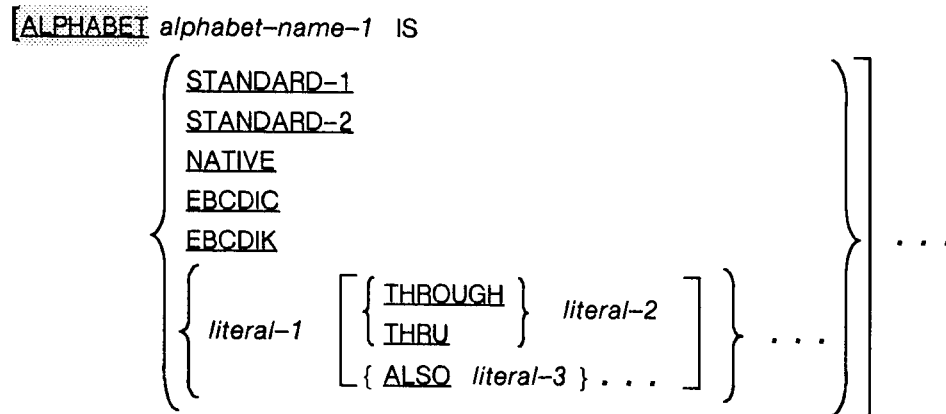 [ALPHABET alphabet-name-1 IS
STANDARD-1
STANDARD-2
NATIVE
EBCDIC
EBCDIK
. . .
literal-1 [ { THROUGH
THRU } literal-2
{ ALSO literal-3 } . . . ] } . . .